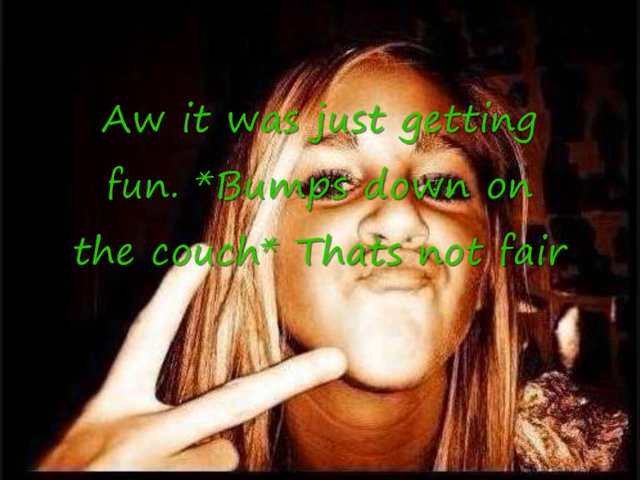 Aw it was just getting
fun. *Bumps down on
the couch* Thats not fair